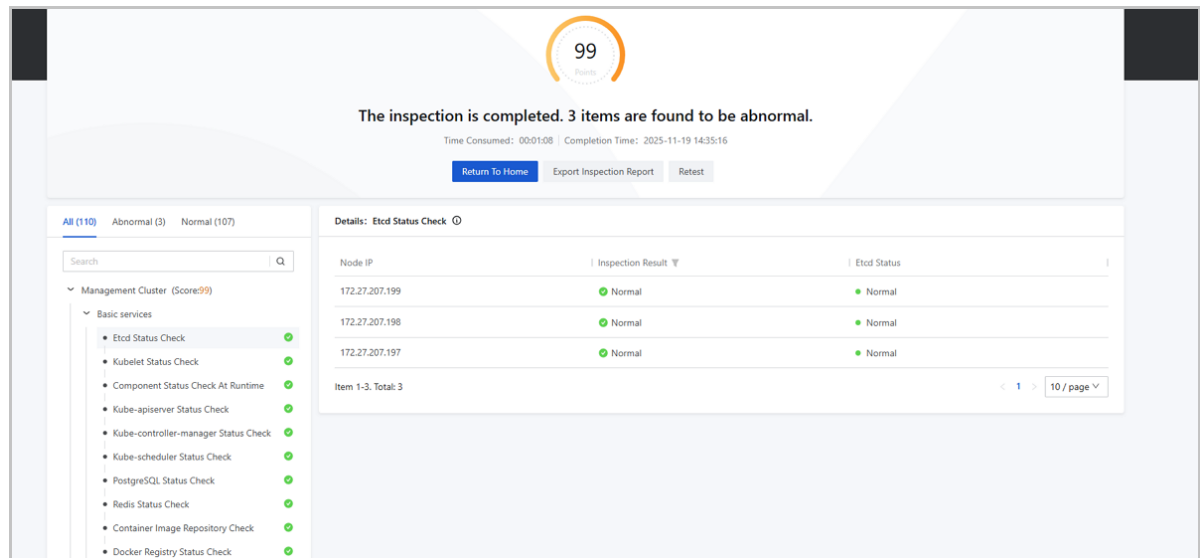 99
Points
The inspection is completed. 3 items are found to be abnormal.
Time Consumed: 00:01:08 Completion Time: 2025-11-19 14:35:16
Return To Home Export Inspection Report Retest
All (110) Abnormal (3) Normal (107)
Search
Management Cluster (Score:99)
Basic services
Etcd Status Check
Kubelet Status Check
Component Status Check At Runtime
Kube-apiserver Status Check
Kube-controller-manager Status Check
Kube-scheduler Status Check
PostgreSQL Status Check
Redis Status Check
Container Image Repository Check
Docker Registry Status Check
Details: Etcd Status Check
Node IP Inspection Result Etcd Status
172.27.207.199 Normal Normal
172.27.207.198 Normal Normal
172.27.207.197 Normal Normal
Item 1-3. Total: 3 < 1 > 10 / page